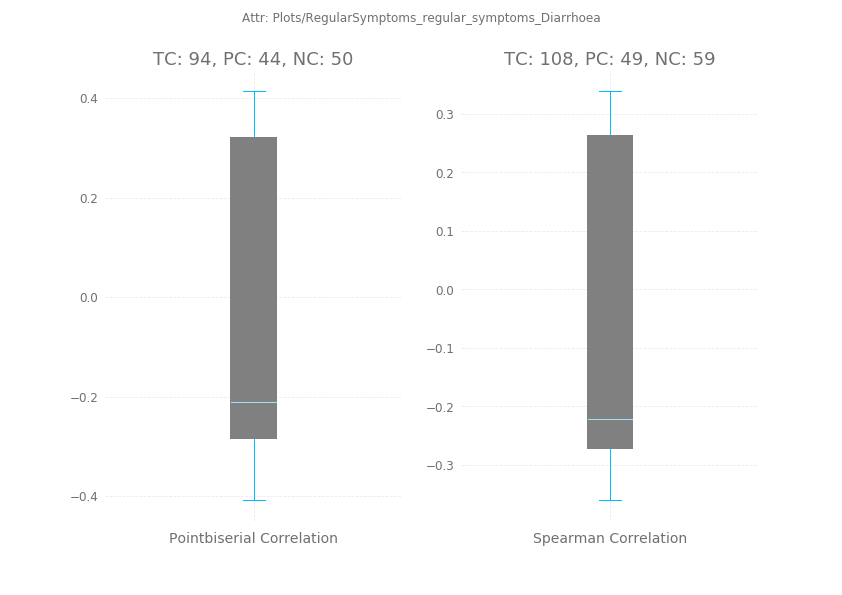 Attr: Plots/RegularSymptoms_regular_symptoms_Diarrhoea
TC: 94, PC: 44, NC: 50
0.4
0.2
0.0
−0.2
−0.4
Pointbiserial Correlation
TC: 108, PC: 49, NC: 59
0.3
0.2
0.1
0.0
−0.1
−0.2
−0.3
Spearman Correlation